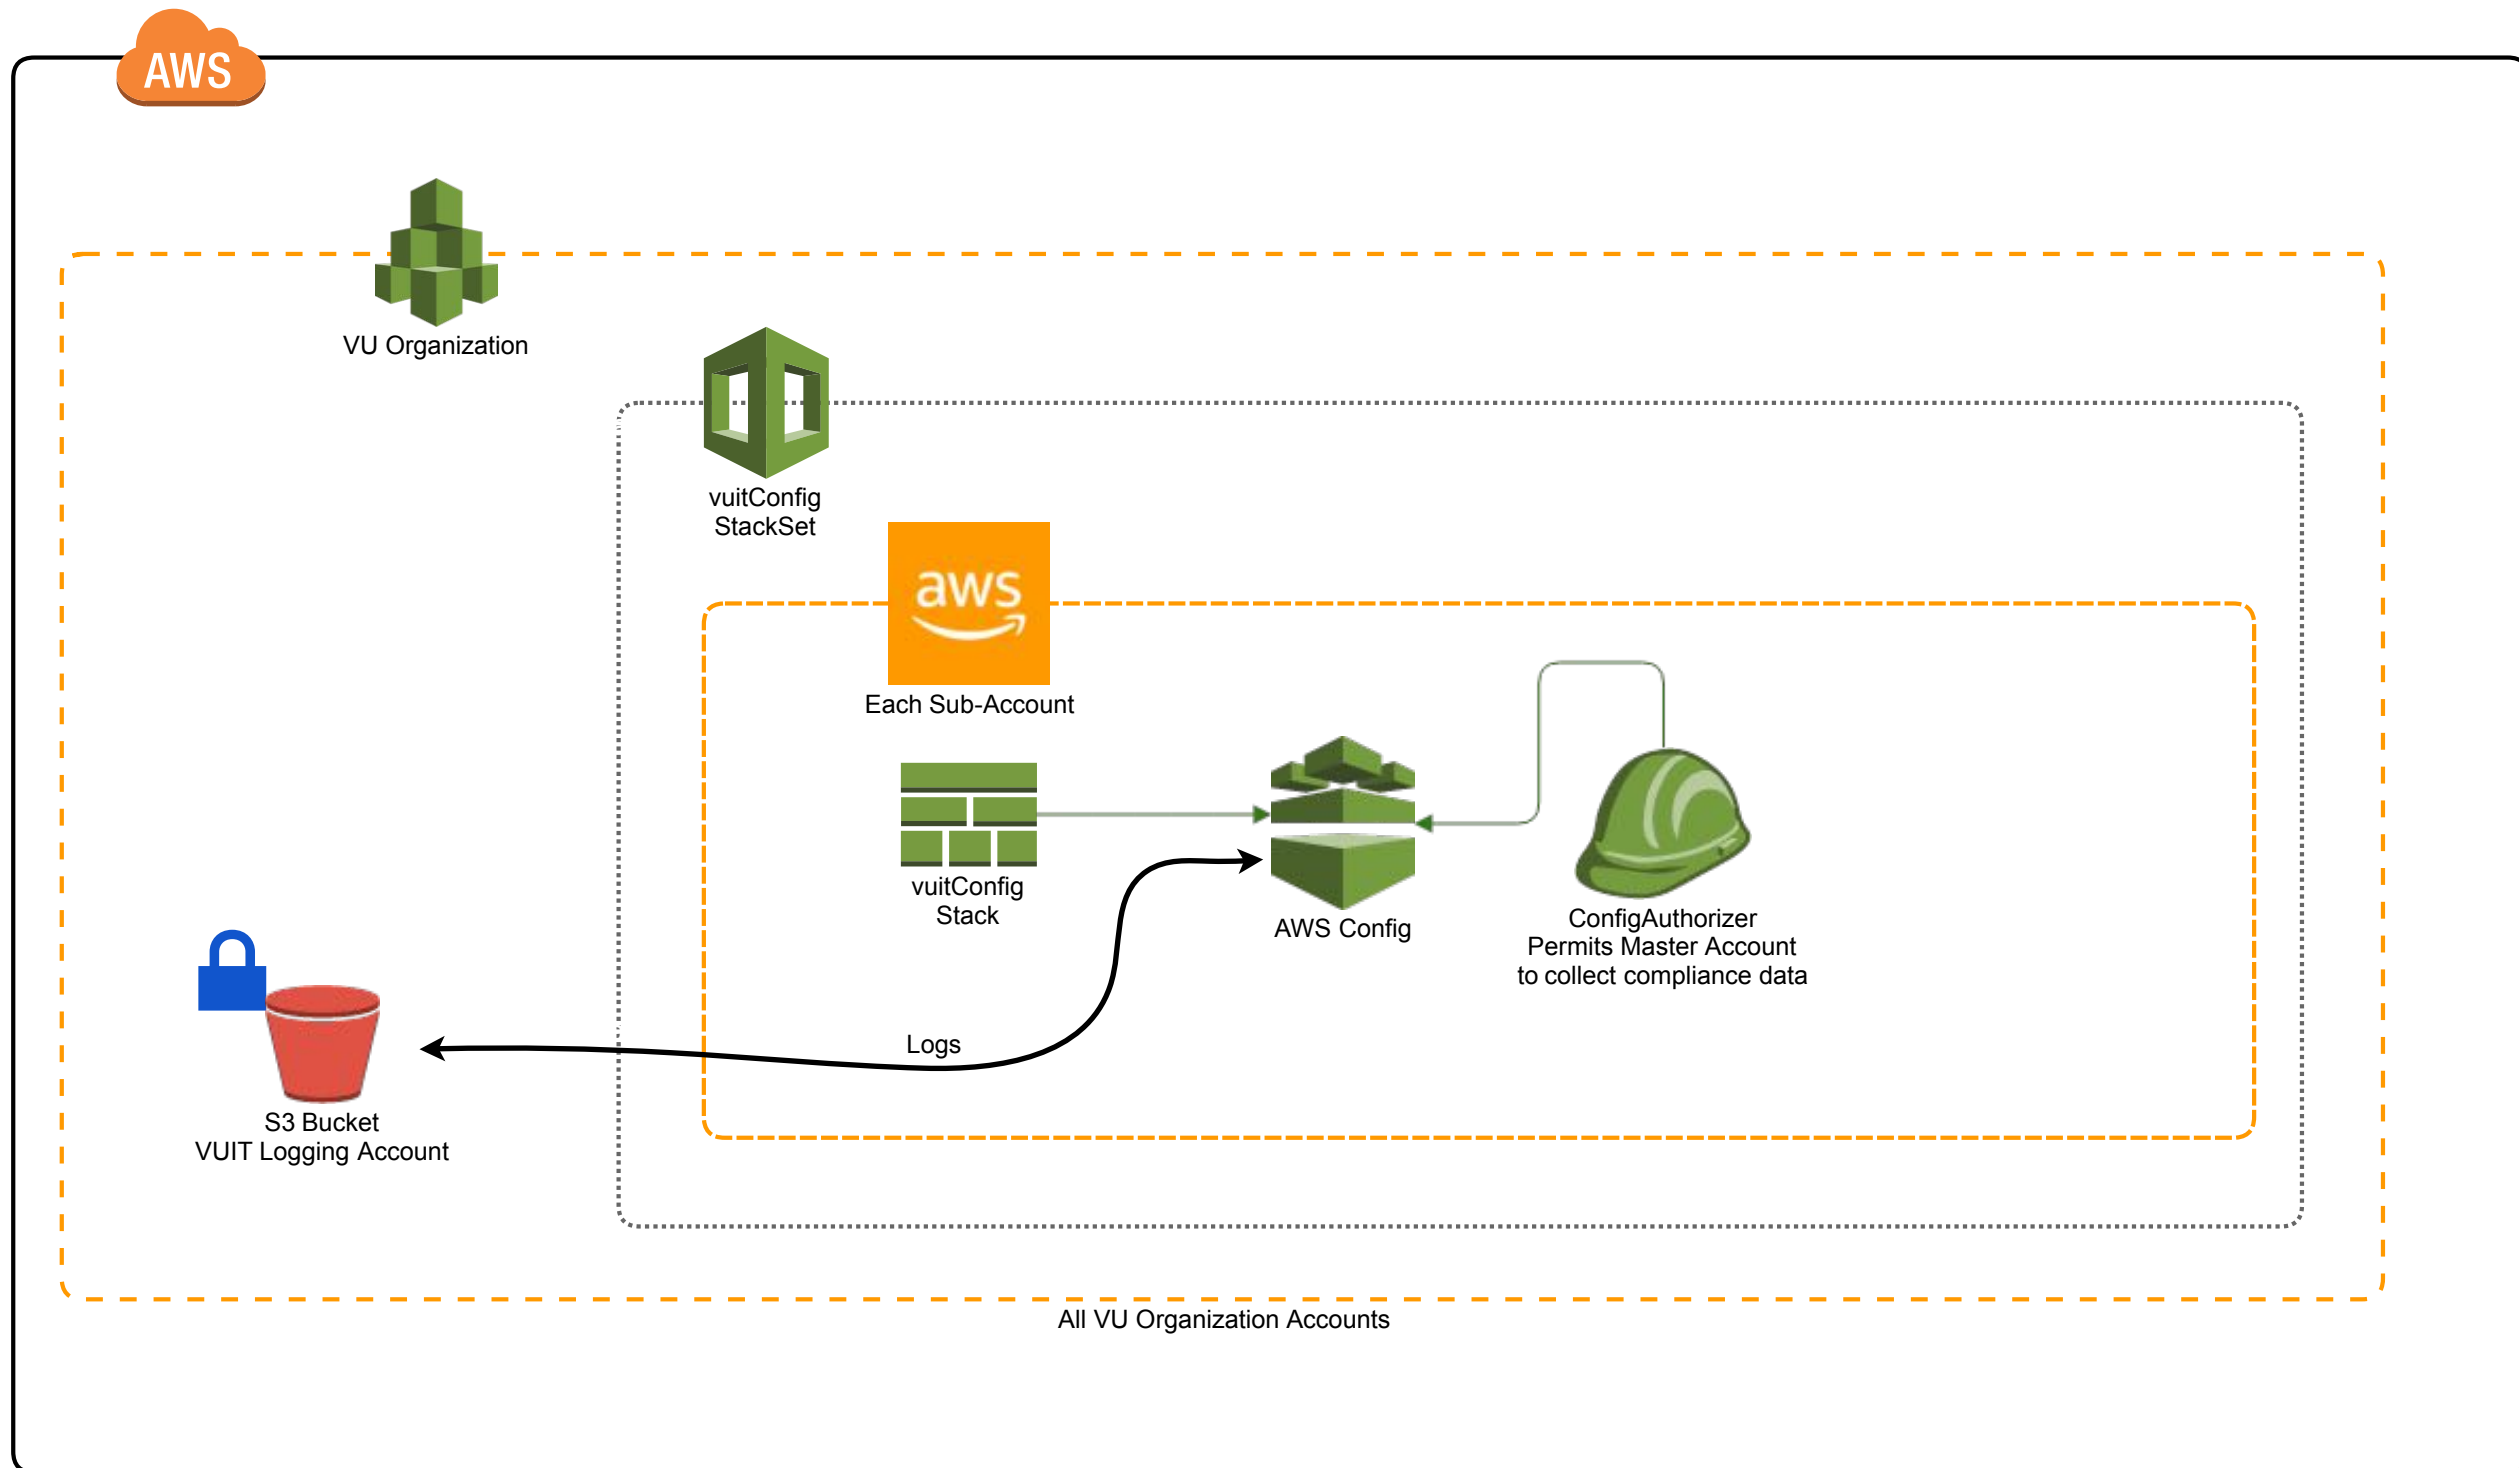 AWS
VU Organization
vuitConfig
StackSet
aws
Each Sub-Account
vuitConfig
Stack
AWS Config
ConfigAuthorizer
Permits Master Account
to collect compliance data
Logs
S3 Bucket
VUIT Logging Account
All VU Organization Accounts